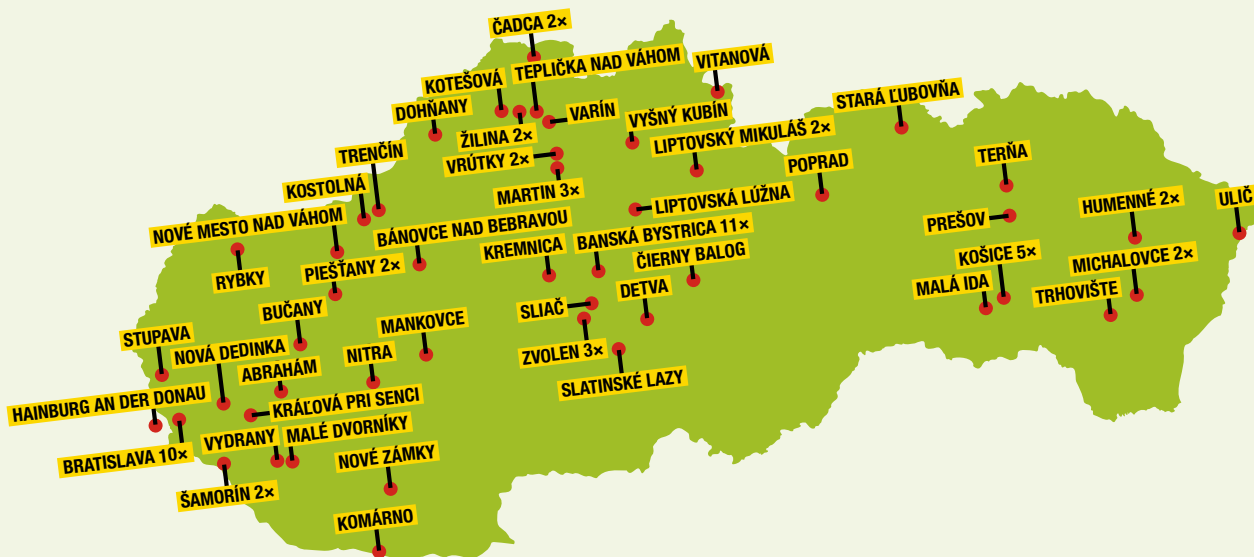 ČADCA 2×
TEPLIČKA NAD VÁHOM
VITANOVÁ
KOTEŠOVÁ
STARÁ ĽUBOVŇA
DOHŇANY
VARÍN
VYŠNÝ KUBÍN
ŽILINA 2×
LIPTOVSKÝ MIKULÁŠ 2×
TRENČÍN
VRÚTKY 2×
POPRAD
TERŇA
KOSTOLNÁ
MARTIN 3×
LIPTOVSKÁ LÚŽNA
HUMENNÉ 2×
ULIČ
NOVÉ MESTO NAD VÁHOM
BÁNOVCE NAD BEBRAVOU
PREŠOV
KREMNICA
BANSKÁ BYSTRICA 11×
RYBKY
PIEŠŤANY 2×
ČIERNY BALOG
KOŠICE 5×
MICHALOVCE 2×
MALÁ IDA
TRHOVIŠTE
BUČANY
SLIAČ
DETVA
STUPAVA
MANKOVCE
NOVÁ DEDINKA
NITRA
ZVOLEN 3×
ABRAHÁM
SLATINSKÉ LAZY
HAINBURG AN DER DONAU
KRÁĽOVÁ PRI SENCI
BRATISLAVA 10×
VYDRANY
MALÉ DVORNÍKY
NOVÉ ZÁMKY
ŠAMORÍN 2×
KOMÁRNO